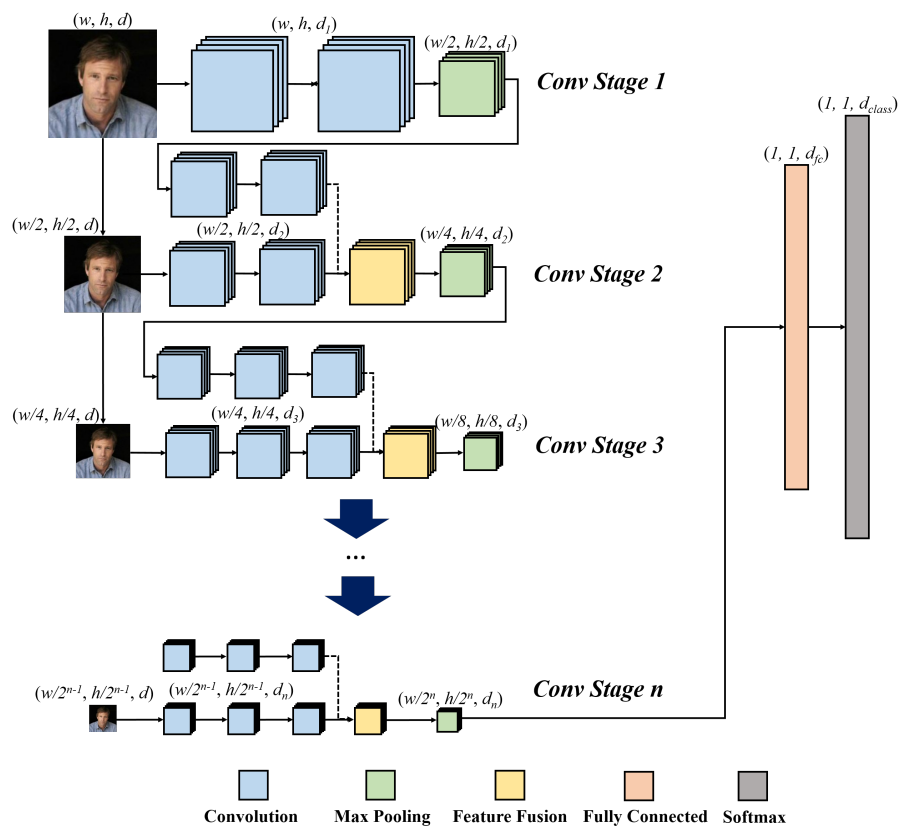 (w, h, d)
(w, h, d₁)
(w/2, h/2, d₁)
Conv Stage 1
(1, 1, d_class)
(1, 1, d_fc)
(w/2, h/2, d)
(w/2, h/2, d₂)
(w/4, h/4, d₂)
Conv Stage 2
(w/4, h/4, d)
(w/4, h/4, d₃)
(w/8, h/8, d₃)
Conv Stage 3
...
(w/2ⁿ⁻¹, h/2ⁿ⁻¹, d)
(w/2ⁿ⁻¹, h/2ⁿ⁻¹, dₙ)
(w/2ⁿ, h/2ⁿ, dₙ)
Conv Stage n
Convolution
Max Pooling
Feature Fusion
Fully Connected
Softmax